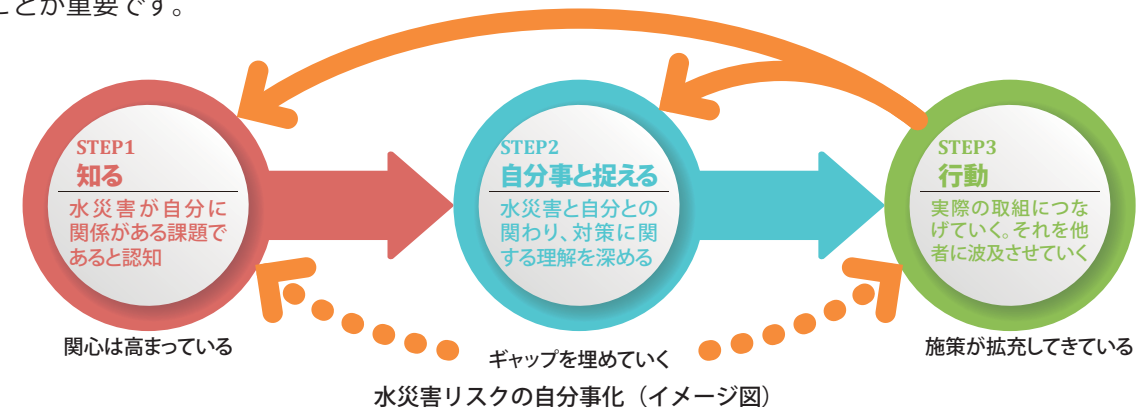 ことが重要です。
STEP1
知る
水災害が自分に
関係がある課題で
あると認知
STEP2
自分事と捉える
水災害と自分との
関わり、対策に関
する理解を深める
STEP3
行動
実際の取組につな
げていく。それを他
者に波及させていく
関心は高まっている
ギャップを埋めていく
施策が拡充してきている
水災害リスクの自分事化（イメージ図）